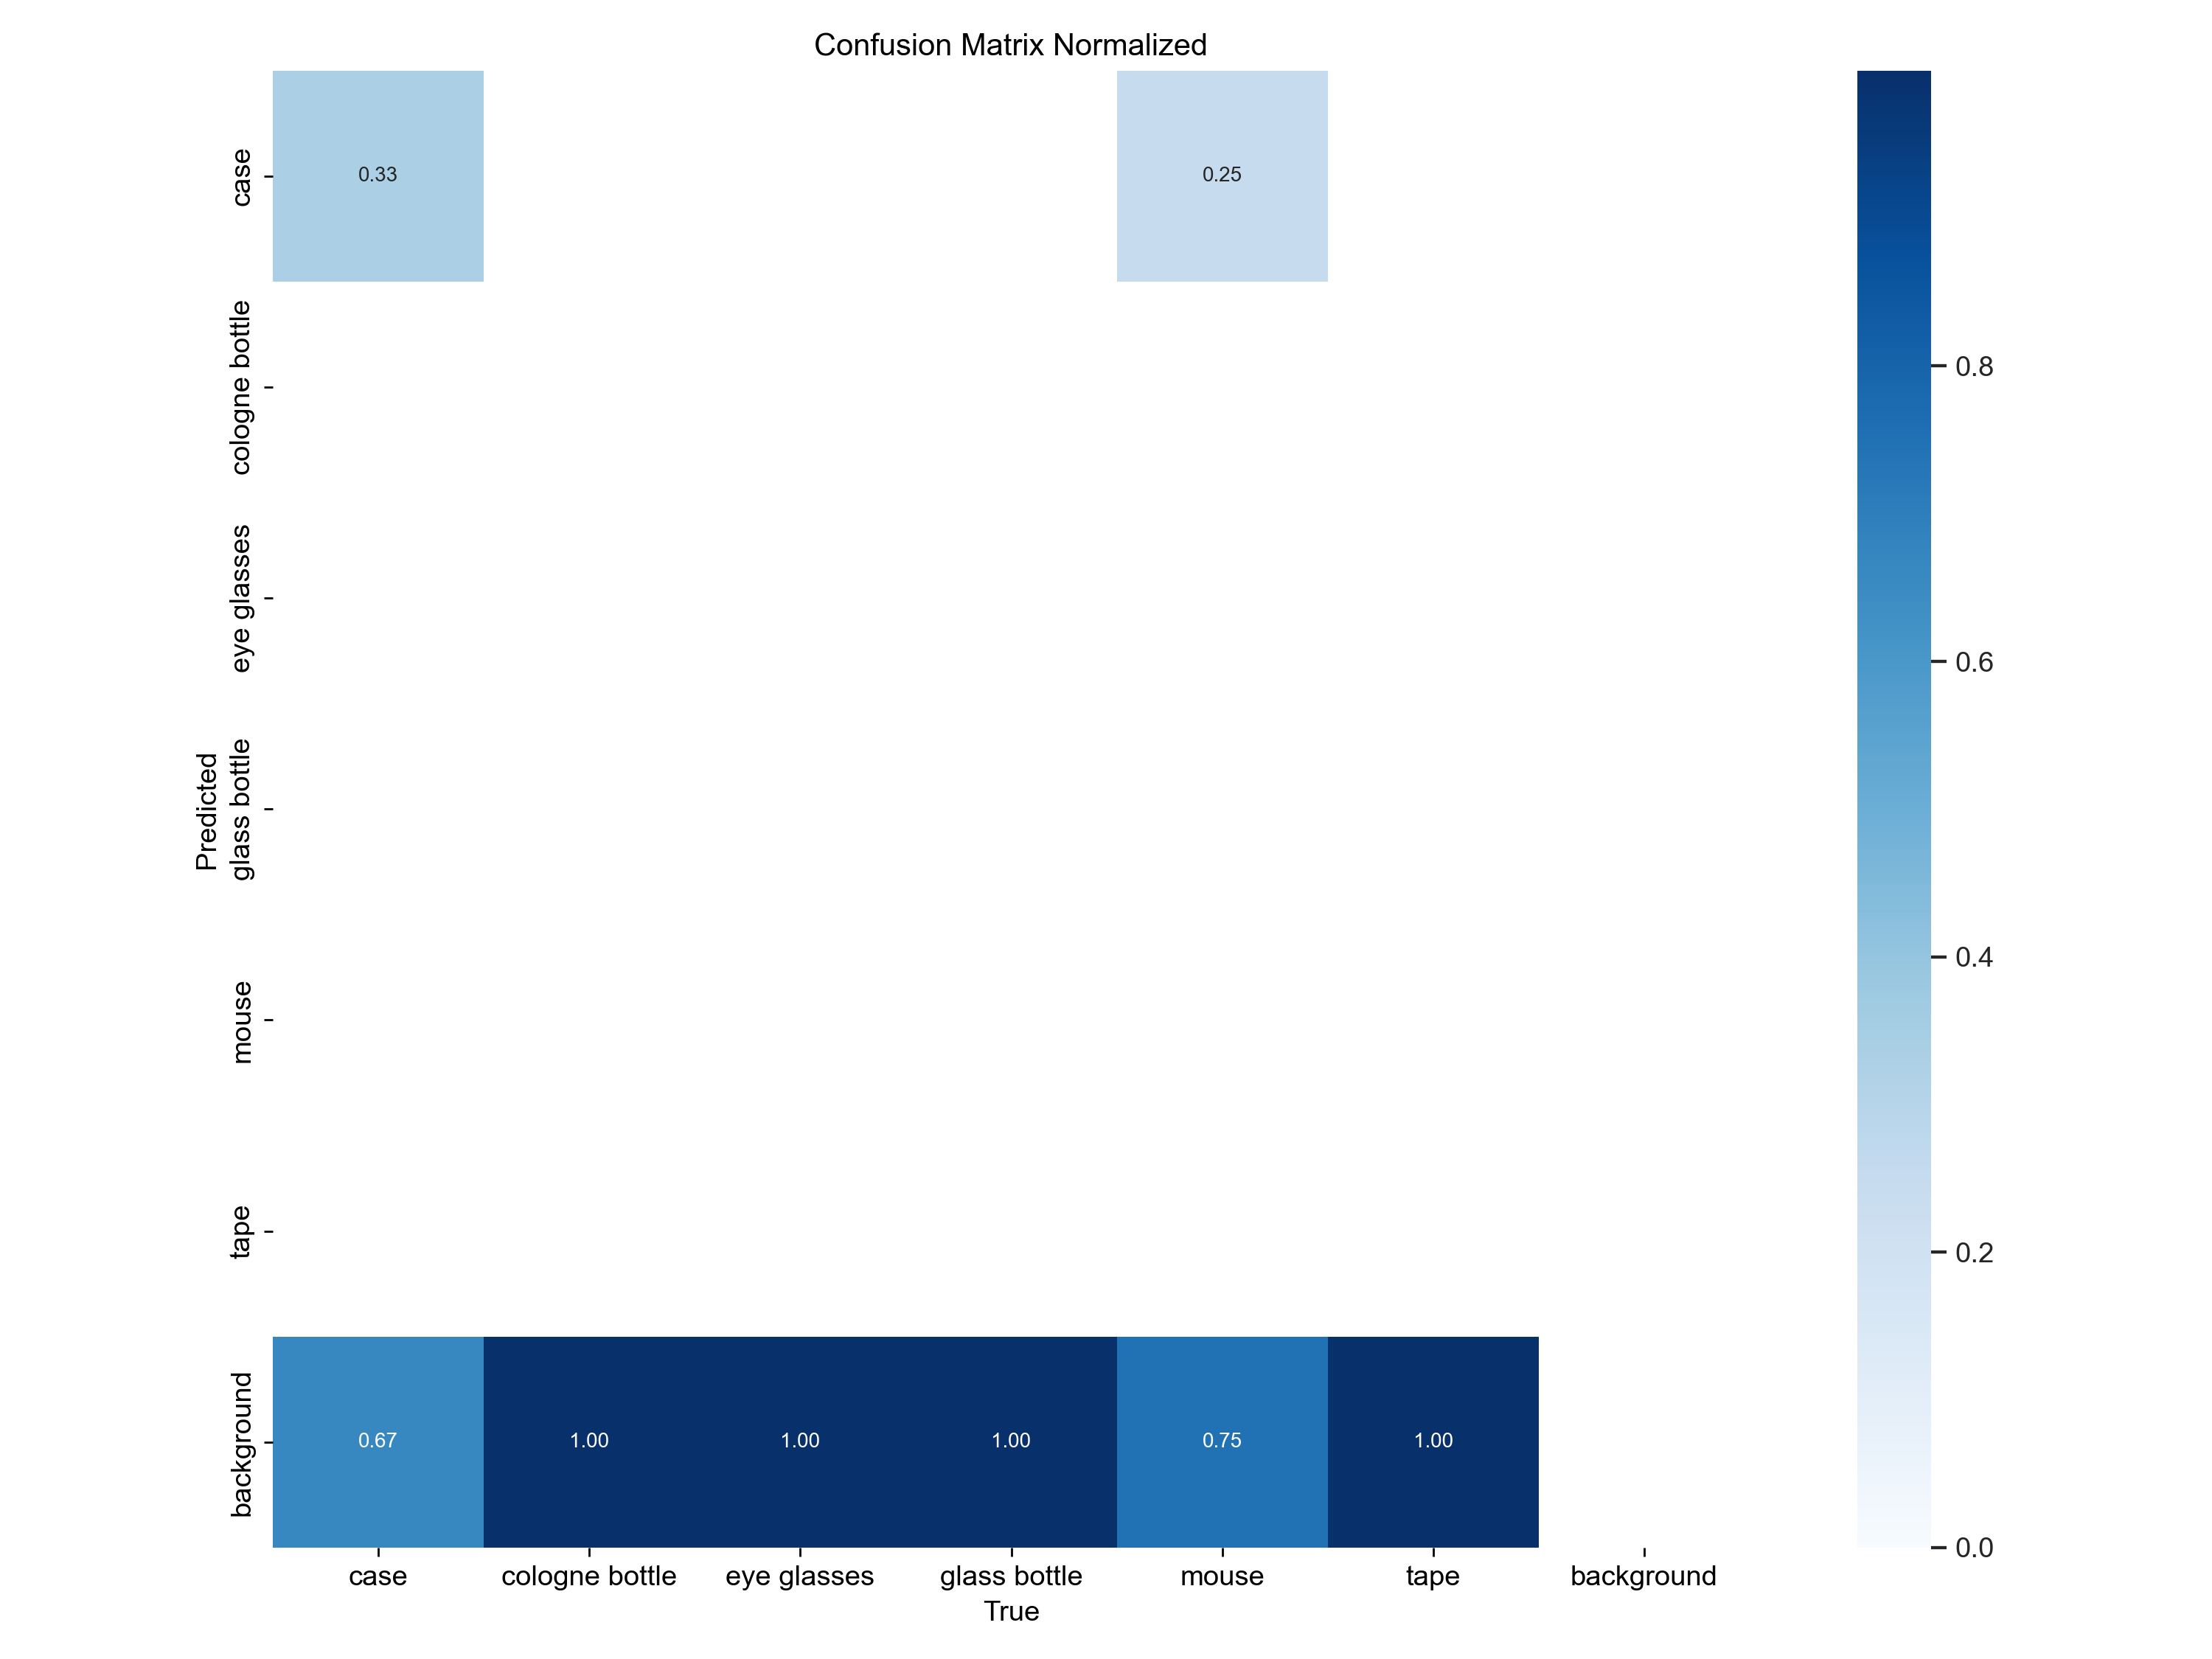 Confusion Matrix Normalized
case
0.33
0.25
cologne bottle
eye glasses
Predicted
glass bottle
mouse
tape
background
0.67
1.00
1.00
1.00
0.75
1.00
case
cologne bottle
eye glasses
glass bottle
mouse
tape
background
True
0.8
0.6
0.4
0.2
0.0